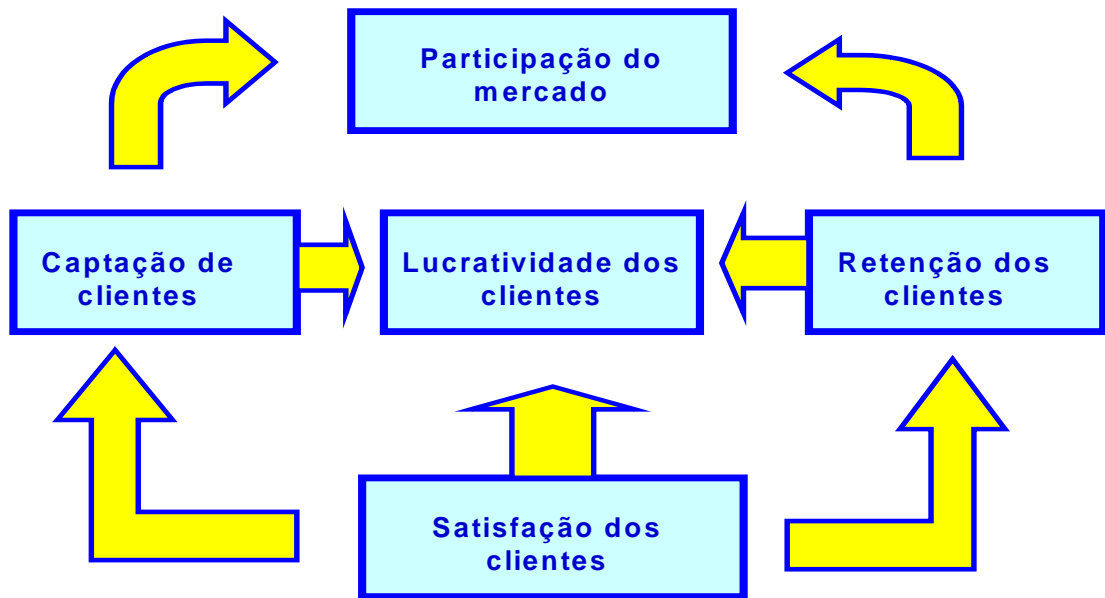 Participação do
mercado
Captação de
clientes
Lucratividade dos
clientes
Retenção dos
clientes
Satisfação dos
clientes